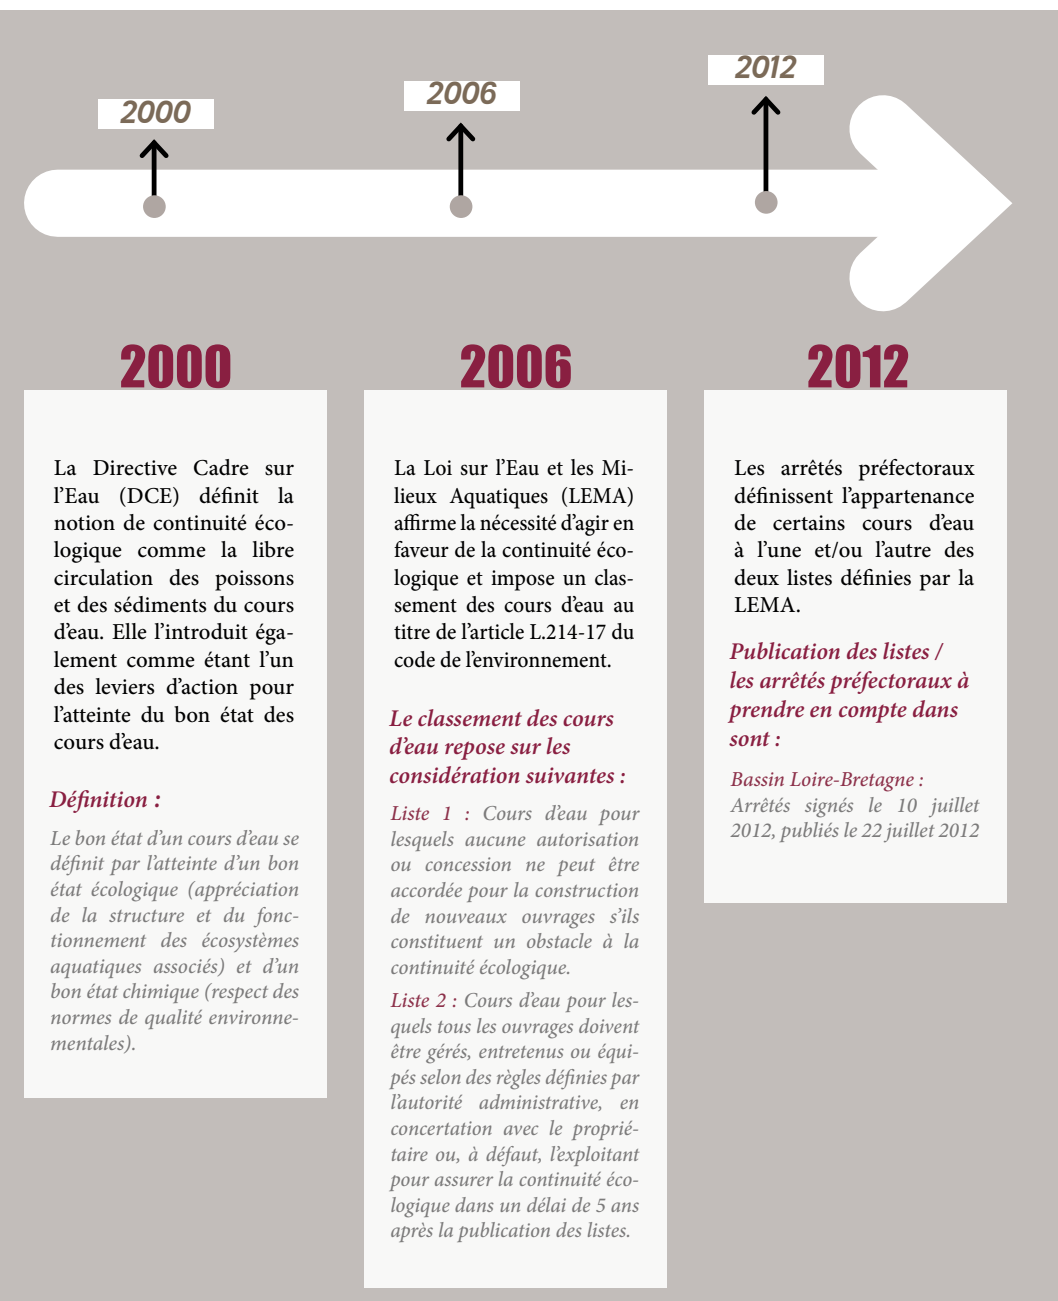 2000
2006
2012
2000
La Directive Cadre sur
l'Eau (DCE) définit la
notion de continuité éco-
logique comme la libre
circulation des poissons
et des sédiments du cours
d'eau. Elle l'introduit éga-
lement comme étant l'un
des leviers d'action pour
l'atteinte du bon état des
cours d'eau.
Définition :
Le bon état d'un cours d'eau se
définit par l'atteinte d'un bon
état écologique (appréciation
de la structure et du fonc-
tionnement des écosystèmes
aquatiques associés) et d'un
bon état chimique (respect des
normes de qualité environne-
mentales).
2006
La Loi sur l'Eau et les Mi-
lieux Aquatiques (LEMA)
affirme la nécessité d'agir en
faveur de la continuité éco-
logique et impose un clas-
sement des cours d'eau au
titre de l'article L.214-17 du
code de l'environnement.
Le classement des cours
d'eau repose sur les
considération suivantes :
Liste 1 : Cours d'eau pour
lesquels aucune autorisation
ou concession ne peut être
accordée pour la construction
de nouveaux ouvrages s'ils
constituent un obstacle à la
continuité écologique.
Liste 2 : Cours d'eau pour les-
quels tous les ouvrages doivent
être gérés, entretenus ou équi-
pés selon des règles définies par
l'autorité administrative, en
concertation avec le proprié-
taire ou, à défaut, l'exploitant
pour assurer la continuité éco-
logique dans un délai de 5 ans
après la publication des listes.
2012
Les arrêtés préfectoraux
définissent l'appartenance
de certains cours d'eau
à l'une et/ou l'autre des
deux listes définies par la
LEMA.
Publication des listes /
les arrêtés préfectoraux à
prendre en compte dans
sont :
Bassin Loire-Bretagne :
Arrêtés signés le 10 juillet
2012, publiés le 22 juillet 2012